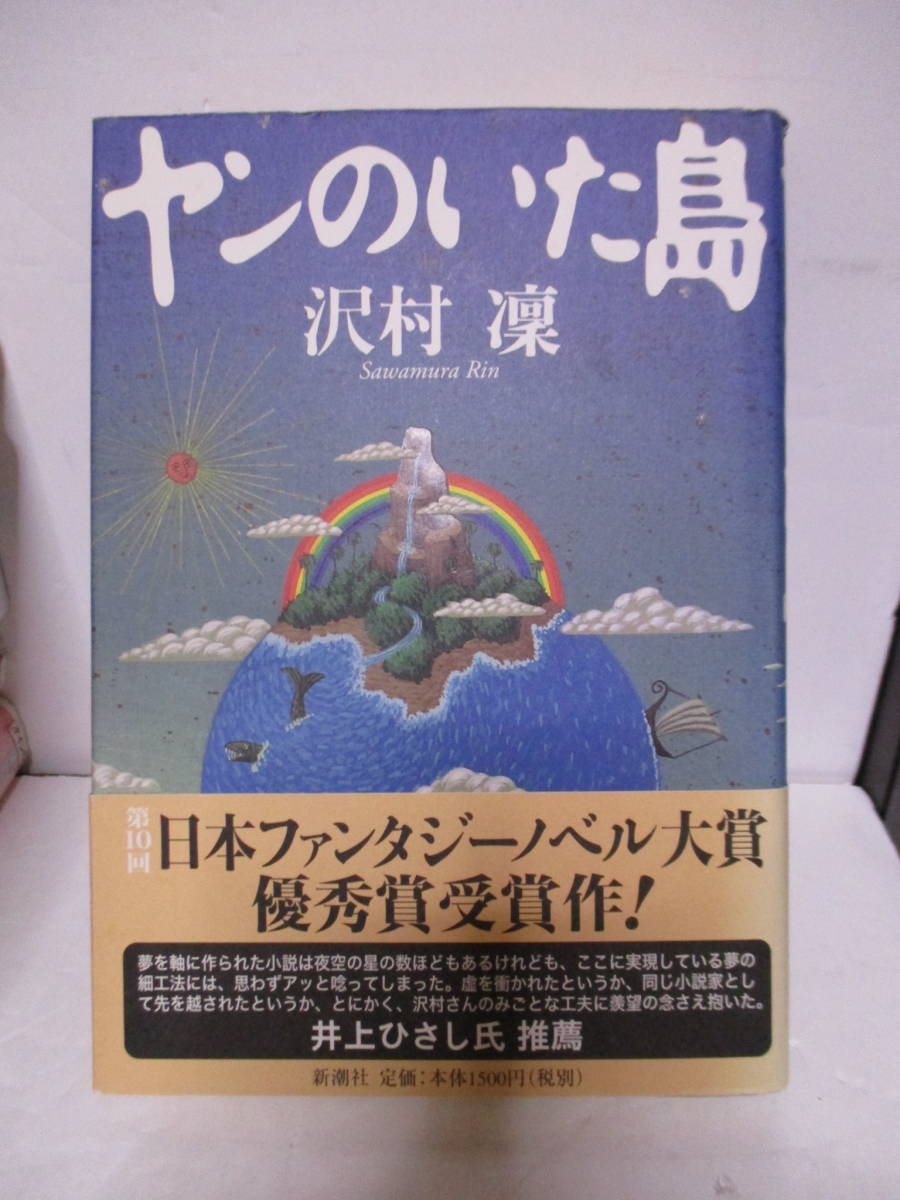 ヤンのいた島
沢村 凜
Sawamura Rin
第10回
日本ファンタジーノベル大賞
優秀賞受賞作!
夢を軸に作られた小説は夜空の星の数ほどもあるけれども、ここに実現している夢の
細工法には、思わずアッと唸ってしまった。虚を衝かれたというか、同じ小説家とし
て先を越されたというか、とにかく、沢村さんのみごとな工夫に羨望の念さえ抱いた。
井上ひさし氏 推薦
新潮社 定価:本体1500円(税別)